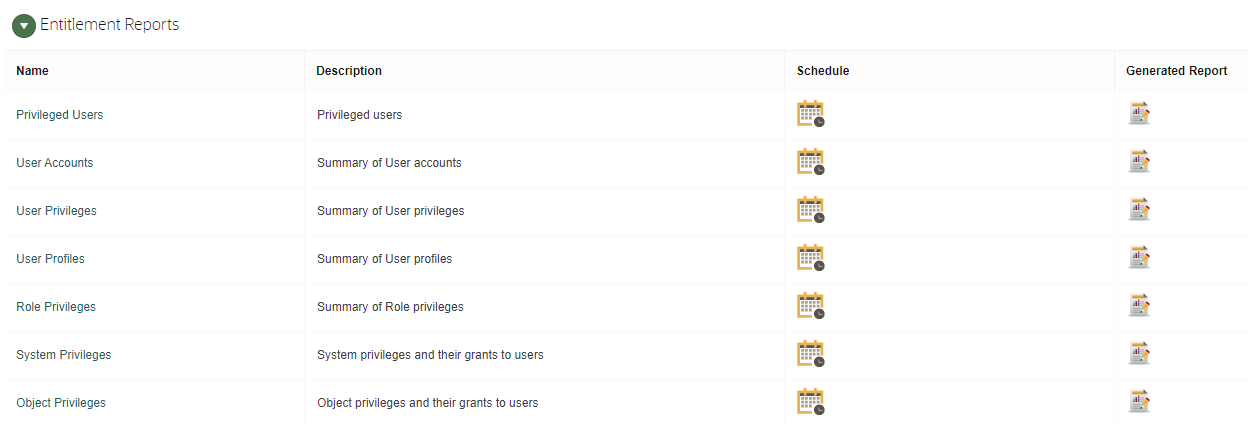 Entitlement Reports
Name Description Schedule Generated Report
Privileged Users Privileged users
User Accounts Summary of User accounts
User Privileges Summary of User privileges
User Profiles Summary of User profiles
Role Privileges Summary of Role privileges
System Privileges System privileges and their grants to users
Object Privileges Object privileges and their grants to users